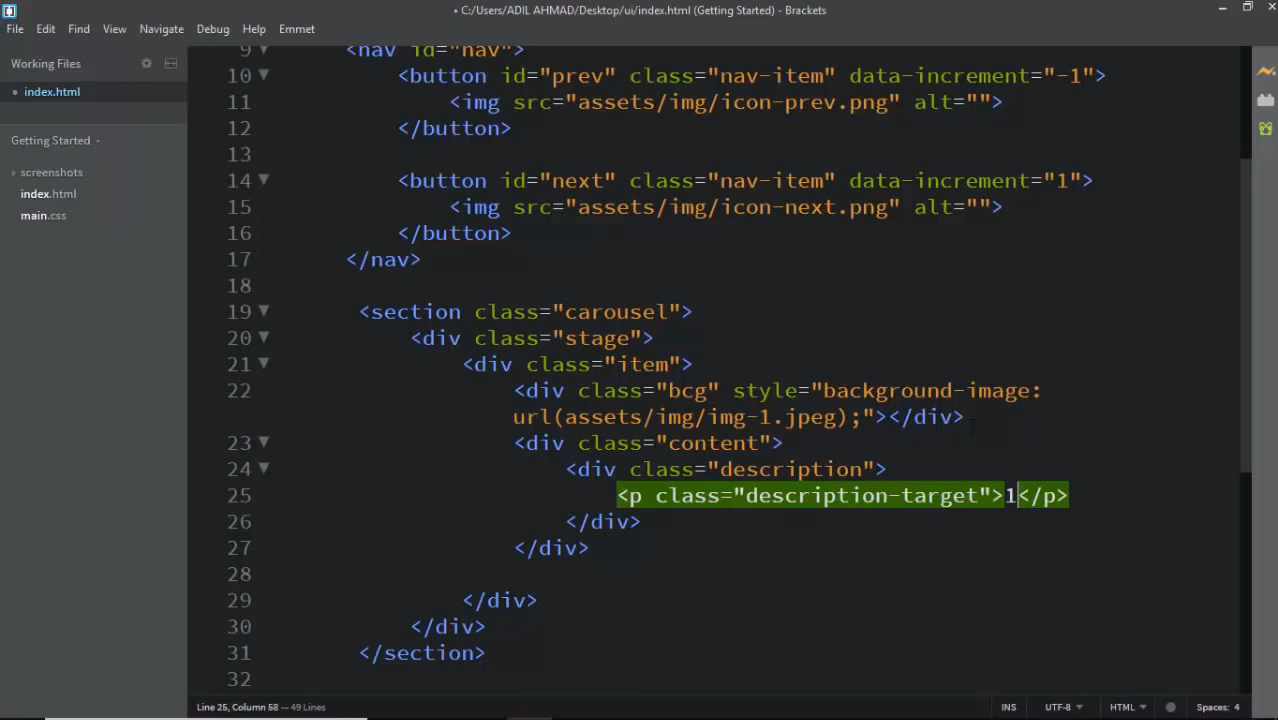 • C:/Users/ADIL AHMAD/Desktop/ui/index.html (Getting Started) - Brackets
File Edit Find View Navigate Debug Help Emmet
Working Files
• index.html
Getting Started
screenshots
index.html
main.css
9 <nav id="nav">
10 <button id="prev" class="nav-item" data-increment="-1">
11 <img src="assets/img/icon-prev.png" alt="">
12 </button>
13
14 <button id="next" class="nav-item" data-increment="1">
15 <img src="assets/img/icon-next.png" alt="">
16 </button>
17 </nav>
18
19 <section class="carousel">
20 <div class="stage">
21 <div class="item">
22 <div class="bcg" style="background-image:
url(assets/img/img-1.jpeg);"></div>
23 <div class="content">
24 <div class="description">
25 <p class="description-target">1</p>
26 </div>
27 </div>
28
29 </div>
30 </div>
31 </section>
32
Line 25, Column 58 — 49 Lines
INS UTF-8 HTML Spaces: 4